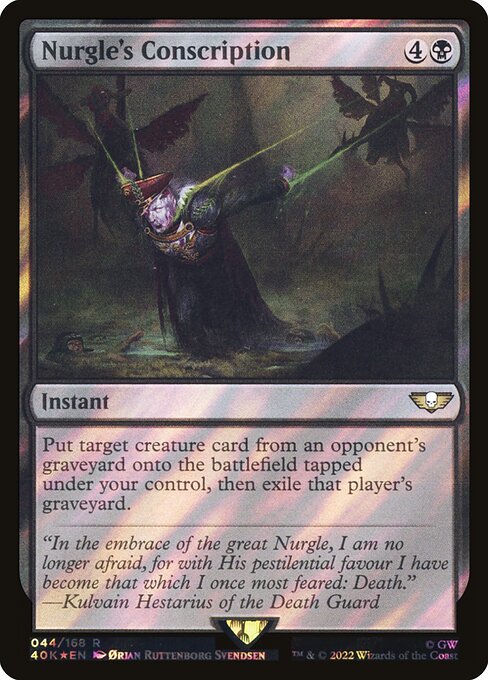 Nurgle's Conscription 4
Instant
Put target creature card from an opponent's
graveyard onto the battlefield tapped
under your control, then exile that player's
graveyard.
“In the embrace of the great Nurgle, I am no
longer afraid, for with His pestilential favour I have
become that which I once most feared: Death.”
—Kulvain Hestarius of the Death Guard
044/168 R © GW
40K★EN Ørjan Ruttenborg Svendsen ™ & © 2022 Wizards of the Coast